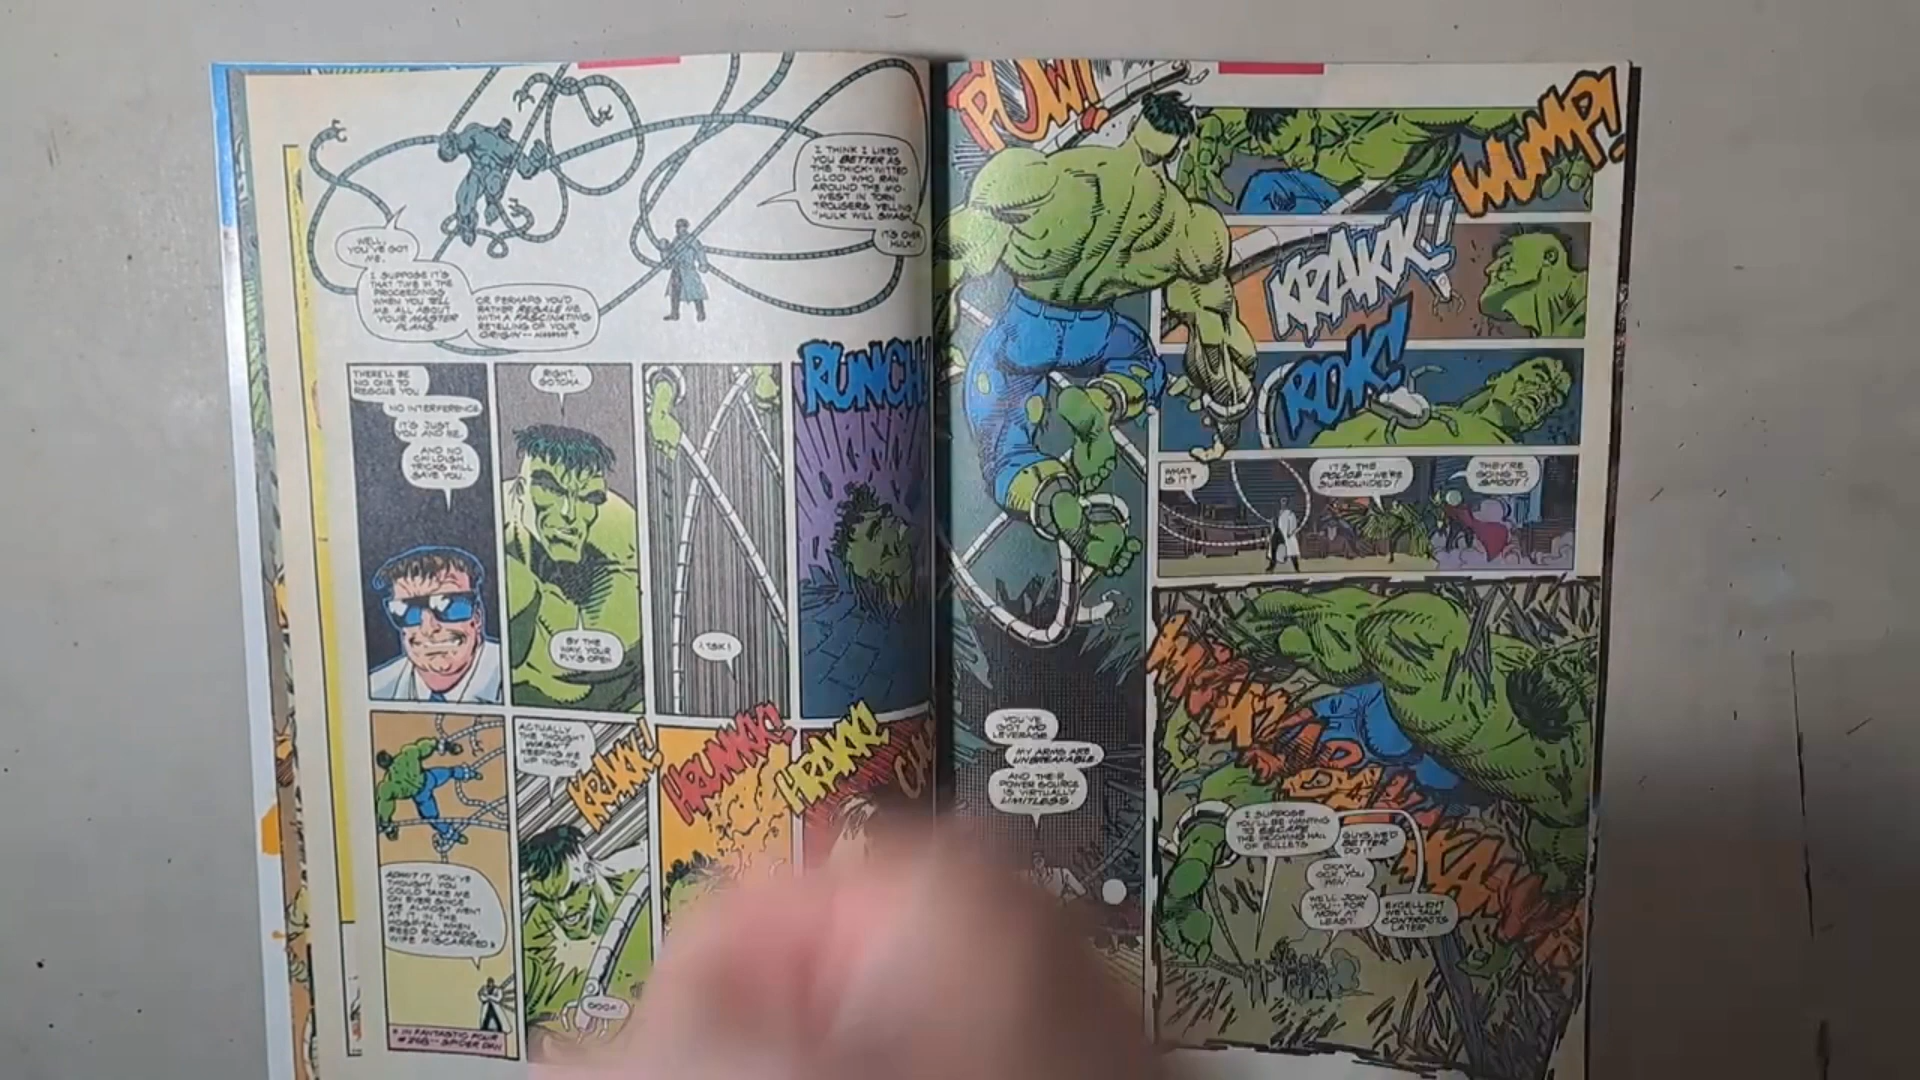 WELL,
YOU'VE GOT
ME.
I SUPPOSE IT'S
THAT TIME IN THE
PROCEEDINGS
WHEN YOU TELL
ME ALL ABOUT
YOUR MASTER
PLANS.
OR PERHAPS YOU'D
RATHER REGALE ME
WITH A FASCINATING
RETELLING OF YOUR
ORIGIN--
I THINK I LIKED
YOU BETTER AS
THE THICK-WITTED
CLOD WHO RAN
AROUND THE MID-
WEST IN TORN
TROUSERS YELLING
"HULK WILL SMASH."
IT'S OVER,
HULK.
THERE'LL BE
NO ONE TO
RESCUE YOU.
NO INTERFERENCE.
IT'S JUST
YOU AND ME.
AND NO
CHILDISH
TRICKS WILL
SAVE YOU.
RIGHT.
GOTCHA.
BY THE
WAY, YOUR
FLY'S OPEN.
TSK!
RUNCH!
ADMIT IT, YOU'VE
THOUGHT YOU
COULD TAKE ME
ON EVER SINCE
WE ALMOST WENT
AT IT IN THE
HOSPITAL WHEN
REED RICHARDS'
WIFE MISCARRIED*
* IN FANTASTIC FOUR
ACTUALLY
THE THOUGHT
WASN'T
KEEPING ME
UP NIGHTS
KRAKK!
HRUNKK!
HRAKK!
POW!
YOU'VE
GOT NO
LEVERAGE.
MY ARMS ARE
UNBREAKABLE.
AND THEIR
POWER SOURCE
IS VIRTUALLY
LIMITLESS.
WUMP!
KRAKK!!
ROK!
WHAT
IS IT?
IT'S THE
POLICE--WE'RE
SURROUNDED!
THEY'RE
GOING TO
SHOOT!
I SUPPOSE
YOU'LL BE WANTING
TO ESCAPE
THE INCOMING HAIL
OF BULLETS
GUYS, WE'D
BETTER
DO IT
OKAY,
OCK, YOU
WIN.
WE'LL JOIN
YOU--FOR
NOW AT
LEAST.
EXCELLENT.
WE'LL TALK
CONTRACTS
LATER.